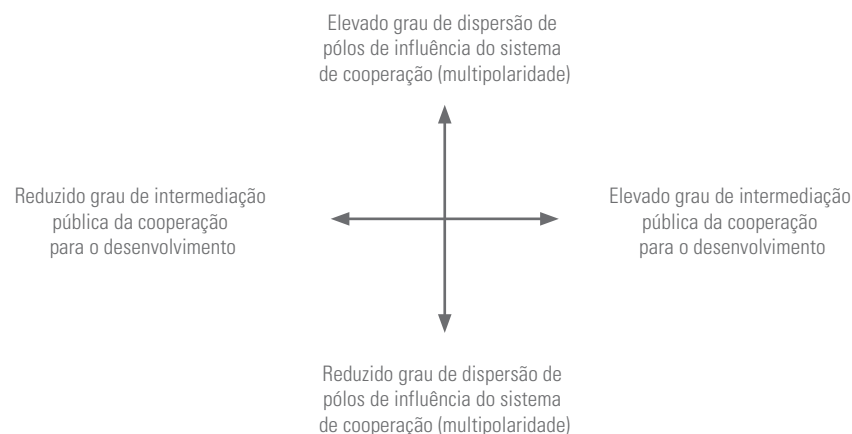 Elevado grau de dispersão de
pólos de influência do sistema
de cooperação (multipolaridade)
Reduzido grau de intermediação
pública da cooperação
para o desenvolvimento
Elevado grau de intermediação
pública da cooperação
para o desenvolvimento
Reduzido grau de dispersão de
pólos de influência do sistema
de cooperação (multipolaridade)